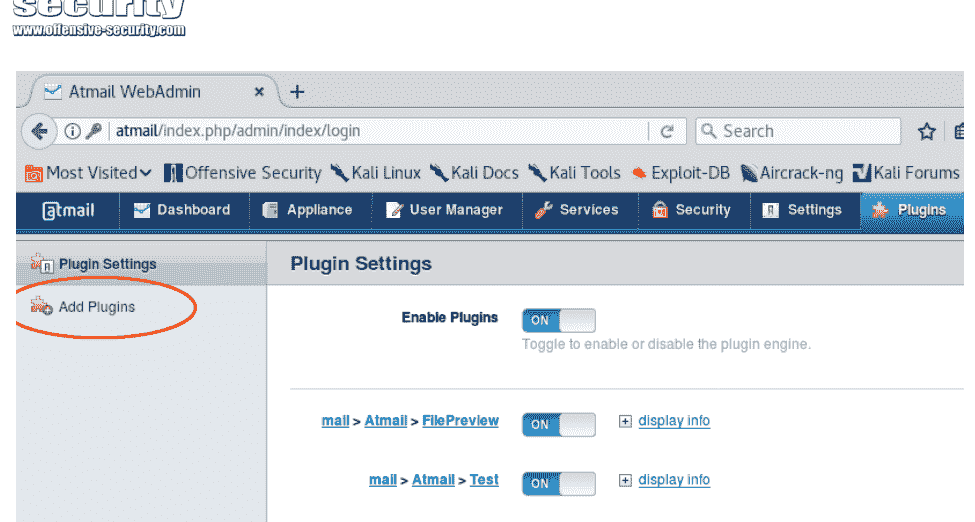 security
www.offensive-security.com
Atmail WebAdmin × +
atmail/index.php/admin/index/login Search
Most Visited Offensive Security Kali Linux Kali Docs Kali Tools Exploit-DB Aircrack-ng Kali Forums
@tmail Dashboard Appliance User Manager Services Security Settings Plugins
Plugin Settings
Add Plugins
Plugin Settings
Enable Plugins ON
Toggle to enable or disable the plugin engine.
mail > Atmail > FilePreview ON + display info
mail > Atmail > Test ON + display info